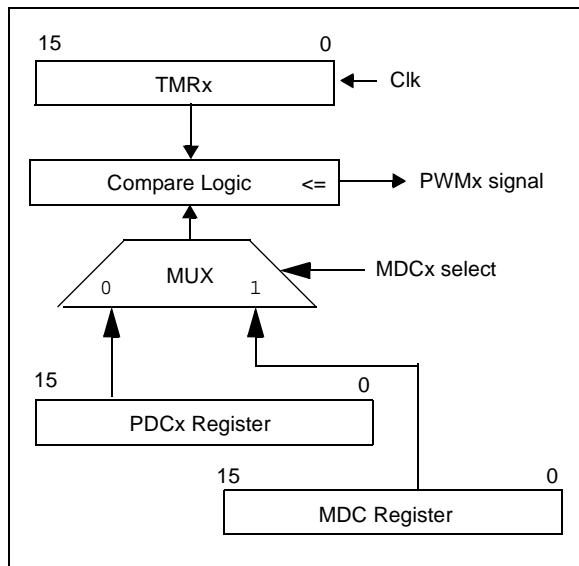 15 0
TMRx
Clk
Compare Logic <=
PWMx signal
MDCx select
MUX
0 1
15 0
PDCx Register
15 0
MDC Register